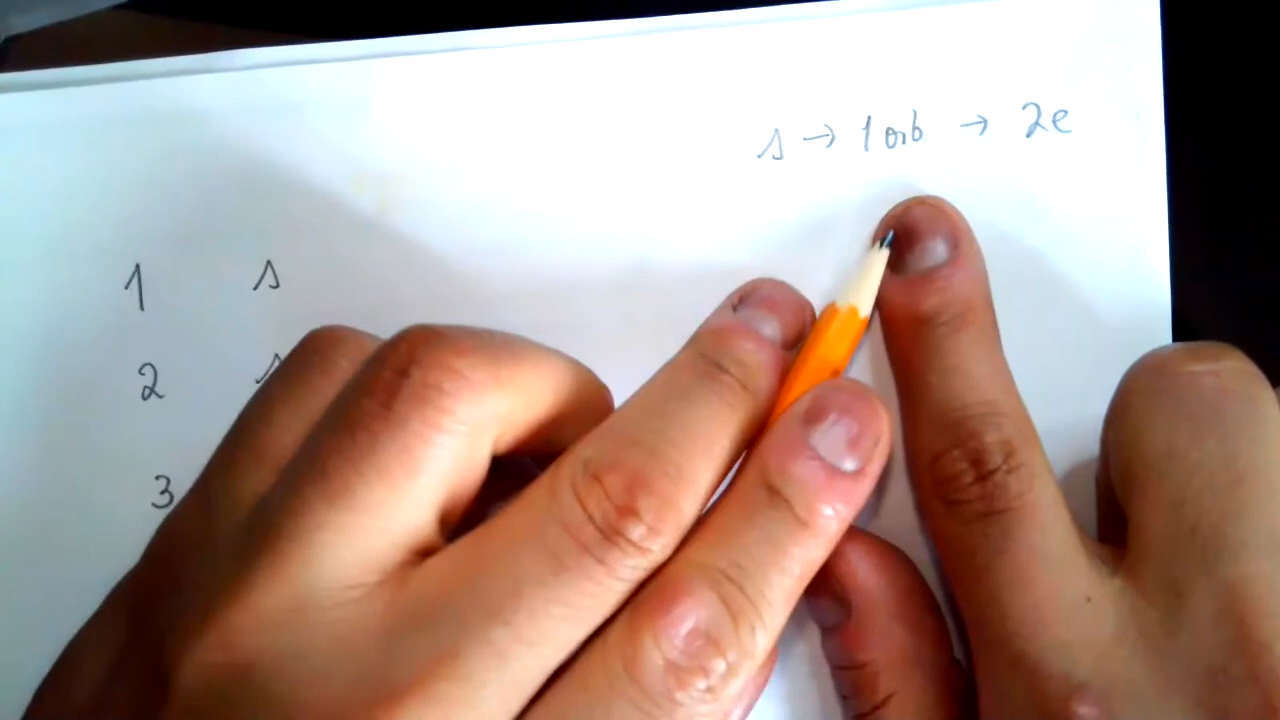 s → 1 orb → 2e
1 s
2 s
3